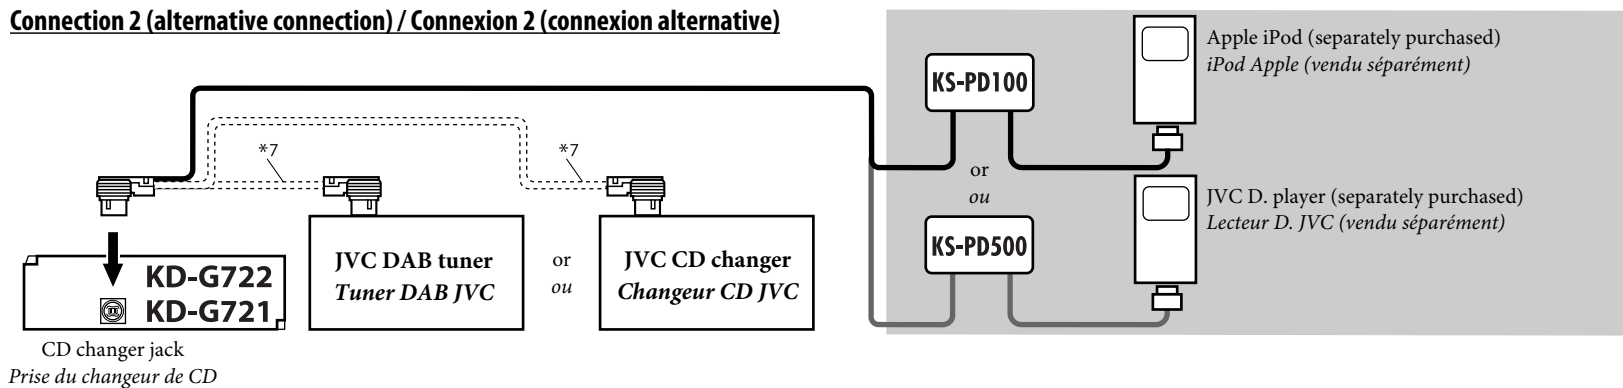 Connection 2 (alternative connection) / Connexion 2 (connexion alternative)
Apple iPod (separately purchased)
iPod Apple (vendu séparément)
KS-PD100
*7
*7
or
ou
JVC D. player (separately purchased)
Lecteur D. JVC (vendu séparément)
KS-PD500
KD-G722
KD-G721
JVC DAB tuner
Tuner DAB JVC
or
ou
JVC CD changer
Changeur CD JVC
CD changer jack
Prise du changeur de CD